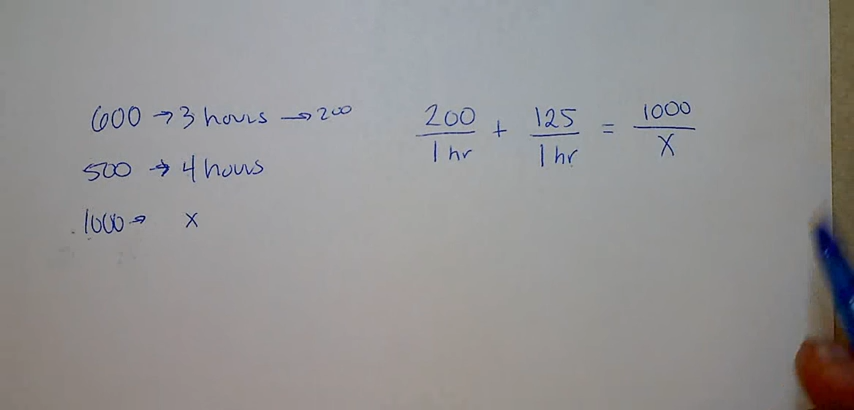 600 → 3 hours → 200
500 → 4 hours
1000 → x
200/1 hr + 125/1 hr = 1000/x